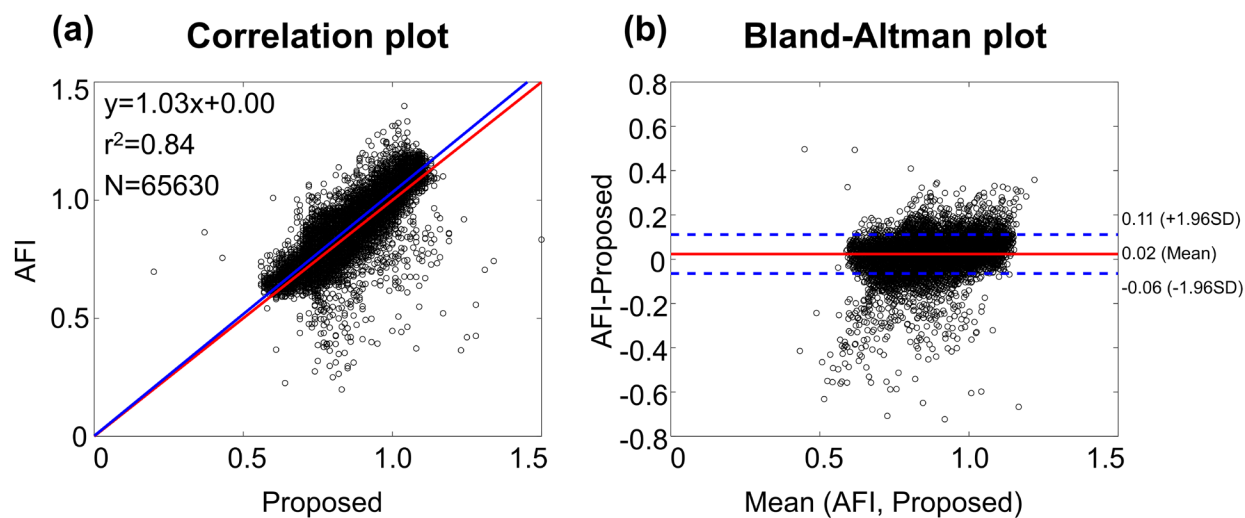 (a) Correlation plot
y=1.03x+0.00
r²=0.84
N=65630
AFI
1.5
1.0
0.5
0
0 0.5 1.0 1.5
Proposed
(b) Bland-Altman plot
AFI-Proposed
0.8
0.6
0.4
0.2
0
-0.2
-0.4
-0.6
-0.8
0.11 (+1.96SD)
0.02 (Mean)
-0.06 (-1.96SD)
0 0.5 1.0 1.5
Mean (AFI, Proposed)